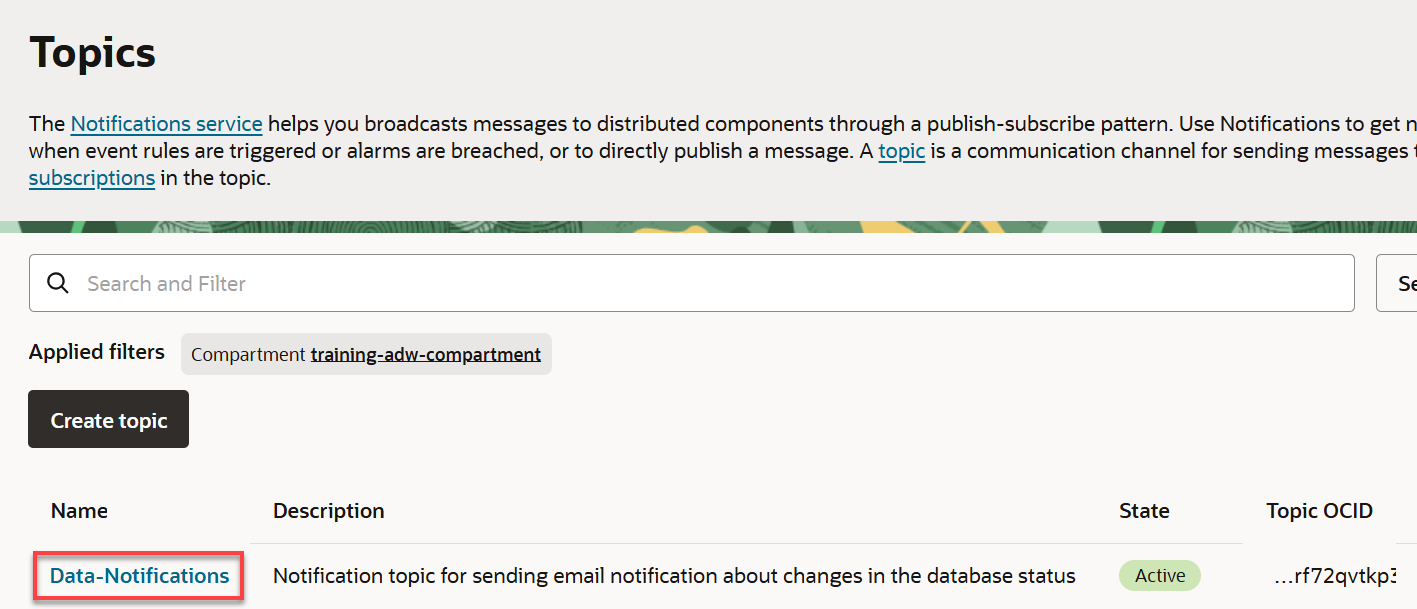 Topics
The Notifications service helps you broadcasts messages to distributed components through a publish-subscribe pattern. Use Notifications to get
when event rules are triggered or alarms are breached, or to directly publish a message. A topic is a communication channel for sending messages
subscriptions in the topic.
Search and Filter
Applied filters Compartment training-adw-compartment
Create topic
Name Description State Topic OCID
Data-Notifications Notification topic for sending email notification about changes in the database status Active ...rf72qvtkp3